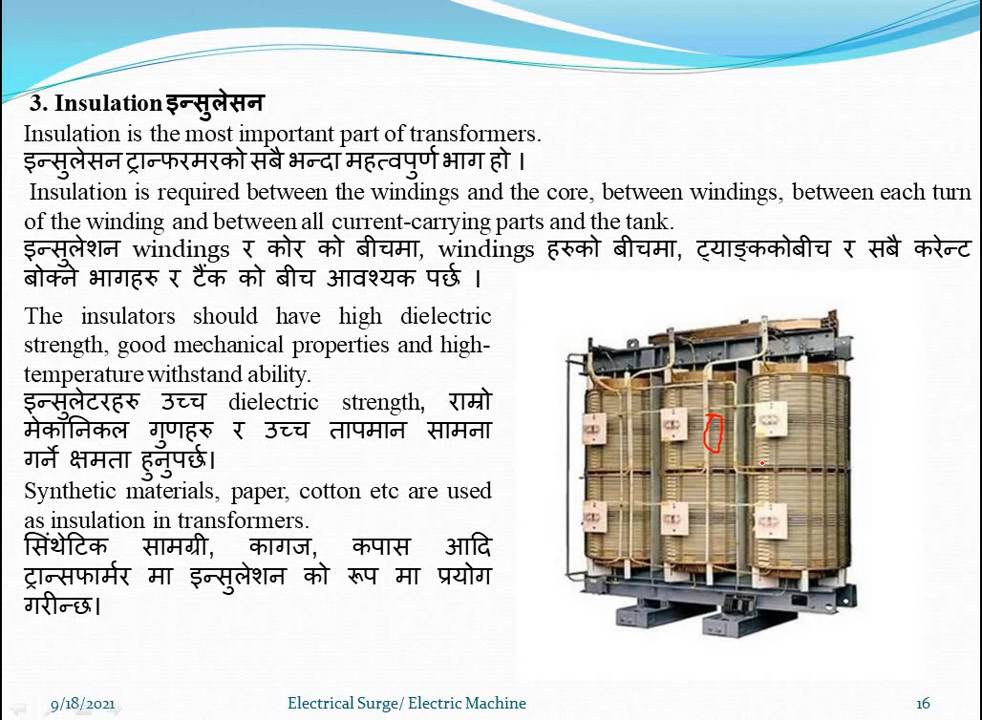 3. Insulation इन्सुलेसन
Insulation is the most important part of transformers.
इन्सुलेसन ट्रान्फरमरको सबै भन्दा महत्वपुर्ण भाग हो ।
Insulation is required between the windings and the core, between windings, between each turn
of the winding and between all current-carrying parts and the tank.
इन्सुलेशन windings र कोर को बीचमा, windings हरुको बीचमा, ट्याङ्ककोबीच र सबै करेन्ट
बोक्ने भागहरु र टैंक को बीच आवश्यक पर्छ ।
The insulators should have high dielectric
strength, good mechanical properties and high-
temperature withstand ability.
इन्सुलेटरहरु उच्च dielectric strength, राम्रो
मेकानिकल गुणहरु र उच्च तापमान सामना
गर्ने क्षमता हुनुपर्छ।
Synthetic materials, paper, cotton etc are used
as insulation in transformers.
सिंथेटिक सामग्री, कागज, कपास आदि
ट्रान्सफार्मर मा इन्सुलेशन को रूप मा प्रयोग
गरीन्छ।
9/18/2021 Electrical Surge/ Electric Machine 16